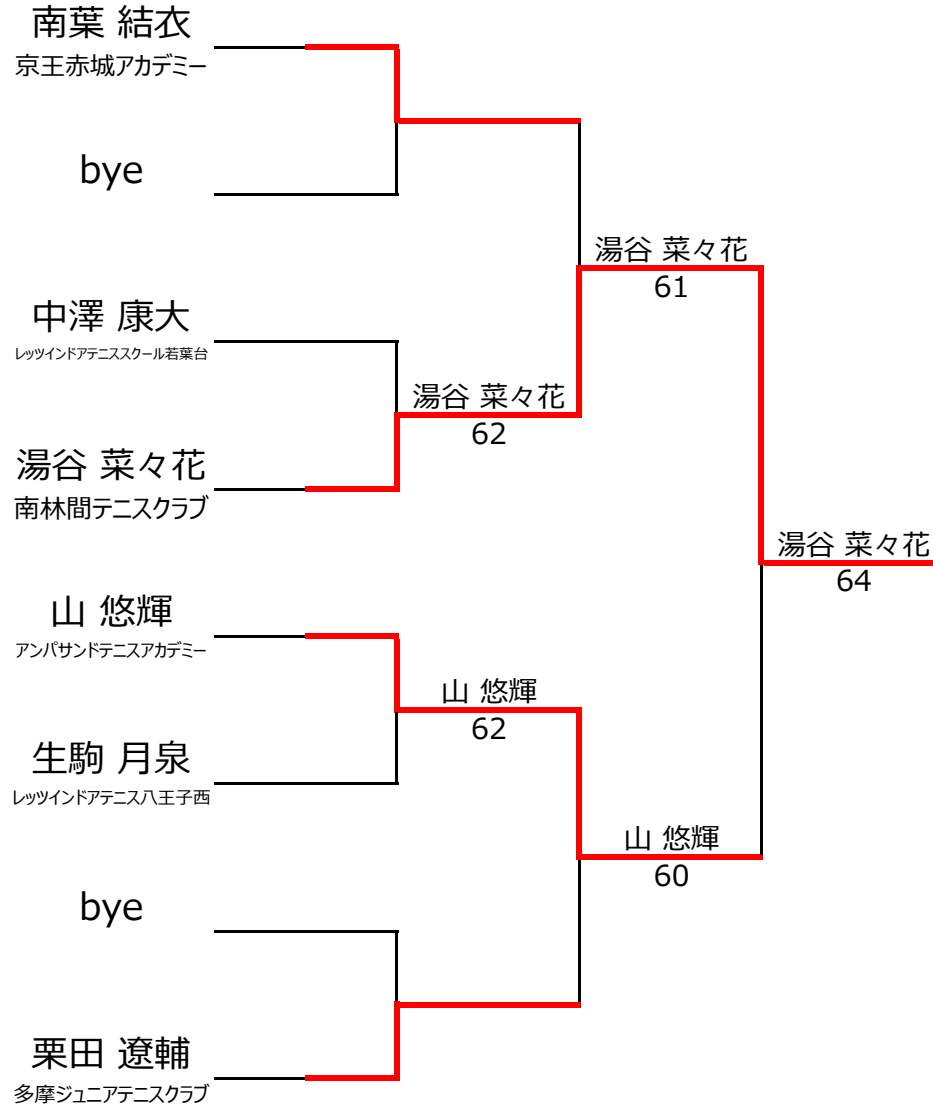 南葉 結衣
京王赤城アカデミー
bye
湯谷 菜々花
61
中澤 康大
レッツインドアテニススクール若葉台
湯谷 菜々花
62
湯谷 菜々花
南林間テニスクラブ
湯谷 菜々花
64
山 悠輝
アンパサンドテニスアカデミー
山 悠輝
62
生駒 月泉
レッツインドアテニス八王子西
山 悠輝
60
bye
栗田 遼輔
多摩ジュニアテニスクラブ